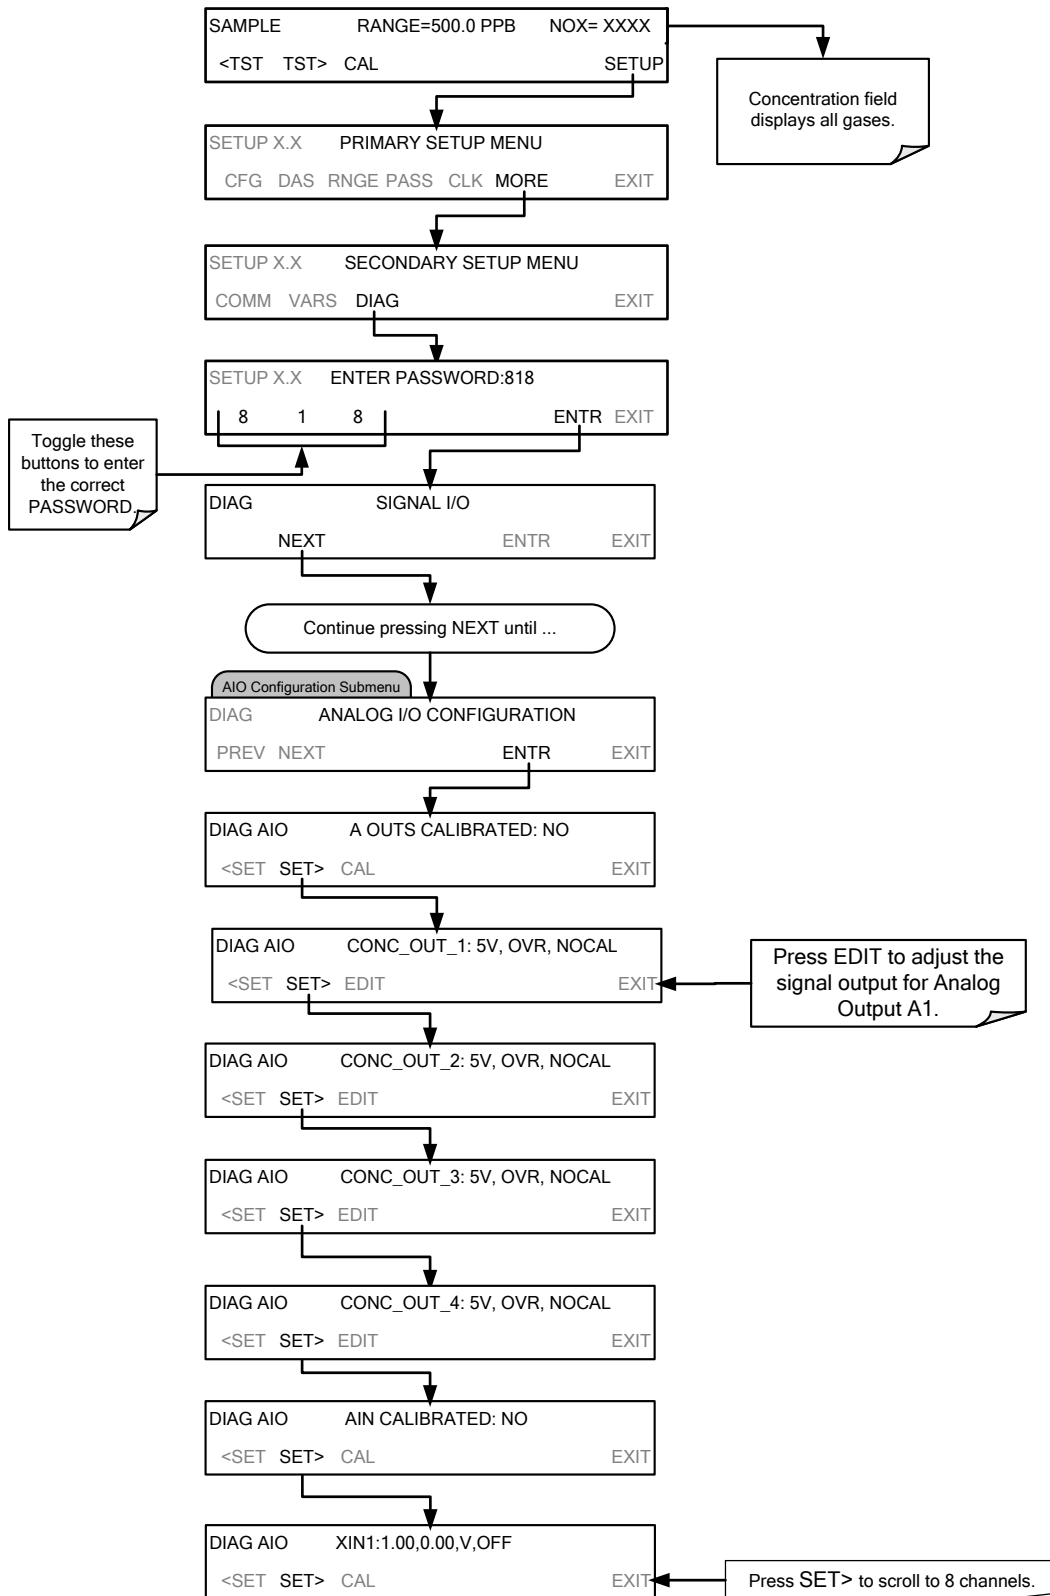 SAMPLE RANGE=500.0 PPB NOX= XXXX
<TST TST> CAL SETUP
Concentration field
displays all gases.
SETUP X.X PRIMARY SETUP MENU
CFG DAS RNGE PASS CLK MORE EXIT
SETUP X.X SECONDARY SETUP MENU
COMM VARS DIAG EXIT
SETUP X.X ENTER PASSWORD:818
8 1 8 ENTR EXIT
Toggle these
buttons to enter
the correct
PASSWORD.
DIAG SIGNAL I/O
NEXT ENTR EXIT
Continue pressing NEXT until ...
AIO Configuration Submenu
DIAG ANALOG I/O CONFIGURATION
PREV NEXT ENTR EXIT
DIAG AIO A OUTS CALIBRATED: NO
<SET SET> CAL EXIT
DIAG AIO CONC_OUT_1: 5V, OVR, NOCAL
<SET SET> EDIT EXIT
Press EDIT to adjust the
signal output for Analog
Output A1.
DIAG AIO CONC_OUT_2: 5V, OVR, NOCAL
<SET SET> EDIT EXIT
DIAG AIO CONC_OUT_3: 5V, OVR, NOCAL
<SET SET> EDIT EXIT
DIAG AIO CONC_OUT_4: 5V, OVR, NOCAL
<SET SET> EDIT EXIT
DIAG AIO AIN CALIBRATED: NO
<SET SET> CAL EXIT
DIAG AIO XIN1:1.00,0.00,V,OFF
<SET SET> CAL EXIT
Press SET> to scroll to 8 channels.